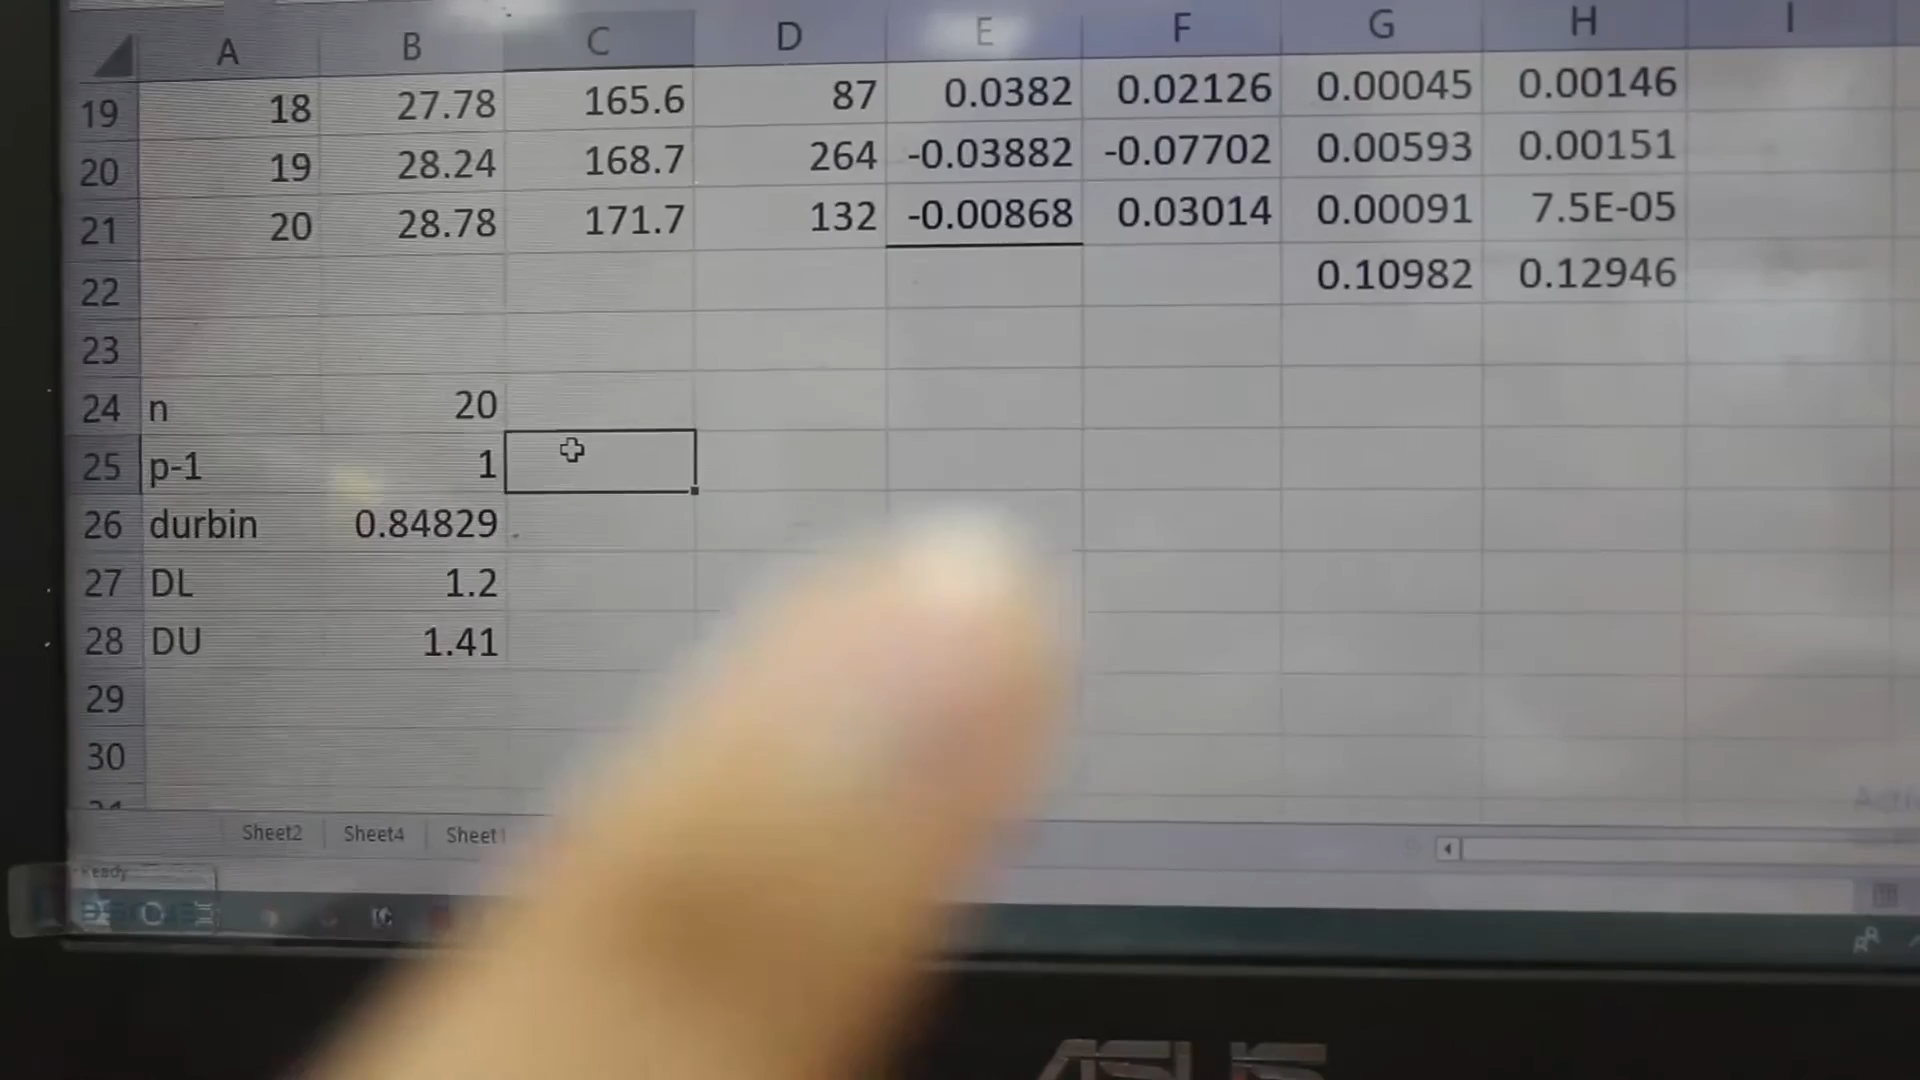 A B C D E F G H I
19 18 27.78 165.6 87 0.0382 0.02126 0.00045 0.00146
20 19 28.24 168.7 264 -0.03882 -0.07702 0.00593 0.00151
21 20 28.78 171.7 132 -0.00868 0.03014 0.00091 7.5E-05
22 0.10982 0.12946
23
24 n 20
25 p-1 1
26 durbin 0.84829
27 DL 1.2
28 DU 1.41
29
30
Sheet2 Sheet4 Sheet1
Ready
ASUS